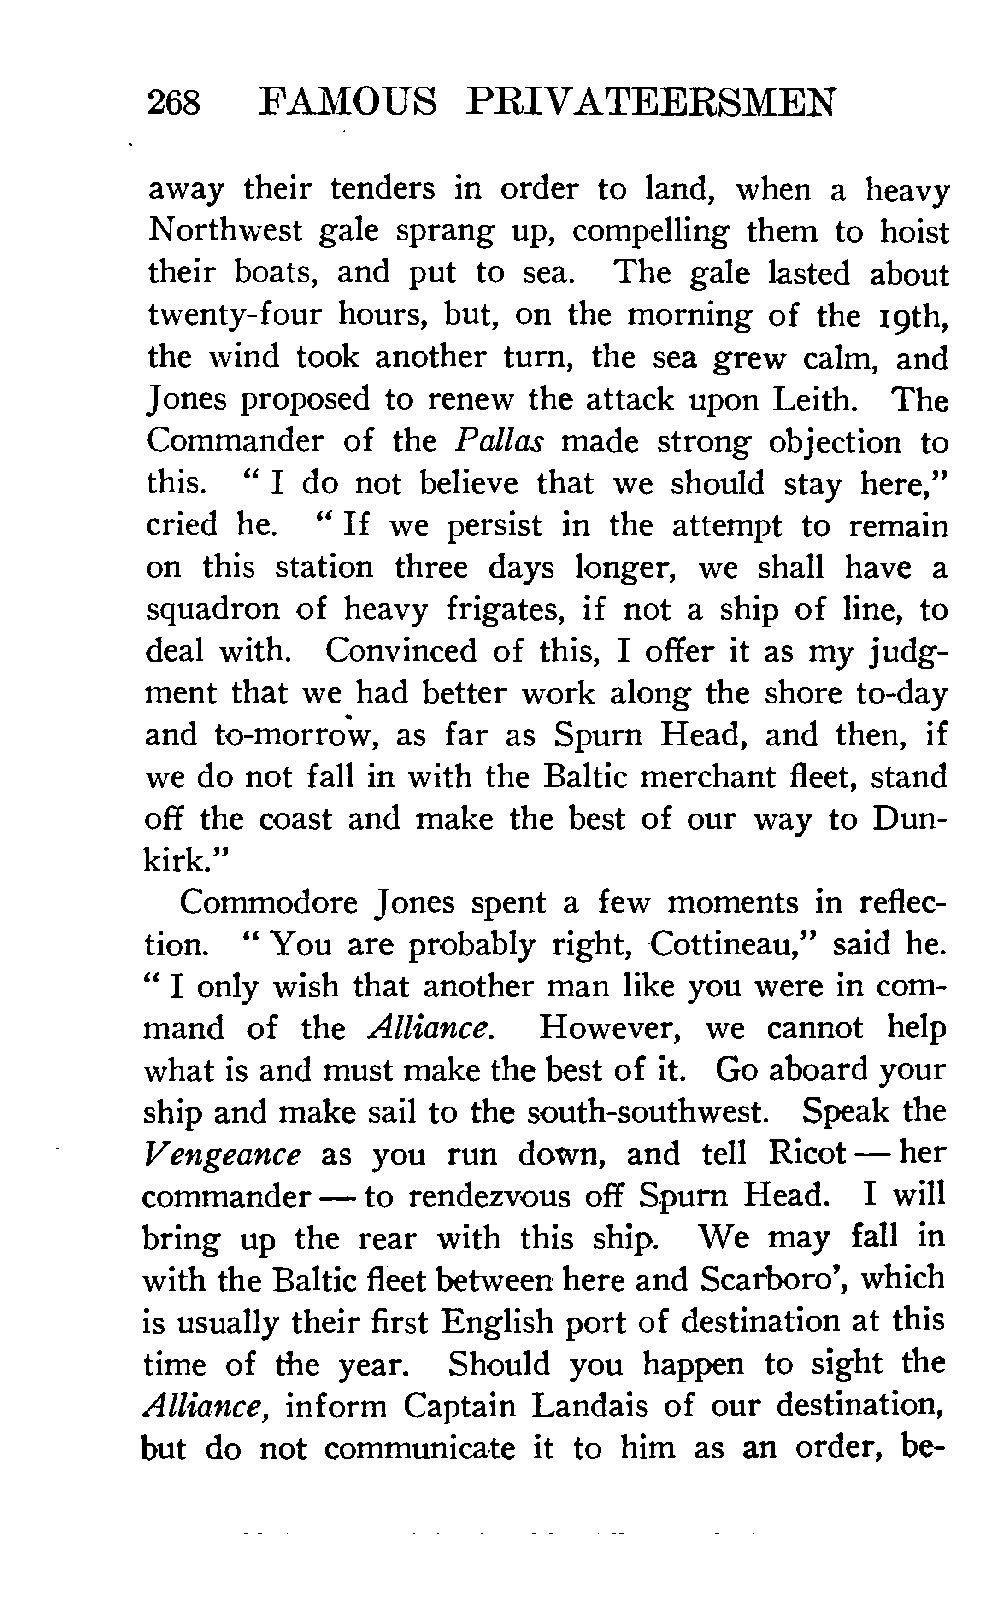 268 FAMOUS PRIVATEERSMEN
away their tenders in order to land, when a heavy
Northwest gale sprang up, compelling them to hoist
their boats, and put to sea. The gale lasted about
twenty-four hours, but, on the morning of the 19th,
the wind took another turn, the sea grew calm, and
Jones proposed to renew the attack upon Leith. The
Commander of the Pallas made strong objection to
this. “ I do not believe that we should stay here,”
cried he. “ If we persist in the attempt to remain
on this station three days longer, we shall have a
squadron of heavy frigates, if not a ship of line, to
deal with. Convinced of this, I offer it as my judg-
ment that we had better work along the shore to-day
and to-morrow, as far as Spurn Head, and then, if
we do not fall in with the Baltic merchant fleet, stand
off the coast and make the best of our way to Dun-
kirk.”
Commodore Jones spent a few moments in reflec-
tion. “ You are probably right, Cottineau,” said he.
“ I only wish that another man like you were in com-
mand of the Alliance. However, we cannot help
what is and must make the best of it. Go aboard your
ship and make sail to the south-southwest. Speak the
Vengeance as you run down, and tell Ricot — her
commander — to rendezvous off Spurn Head. I will
bring up the rear with this ship. We may fall in
with the Baltic fleet between here and Scarboro’, which
is usually their first English port of destination at this
time of the year. Should you happen to sight the
Alliance, inform Captain Landais of our destination,
but do not communicate it to him as an order, be-